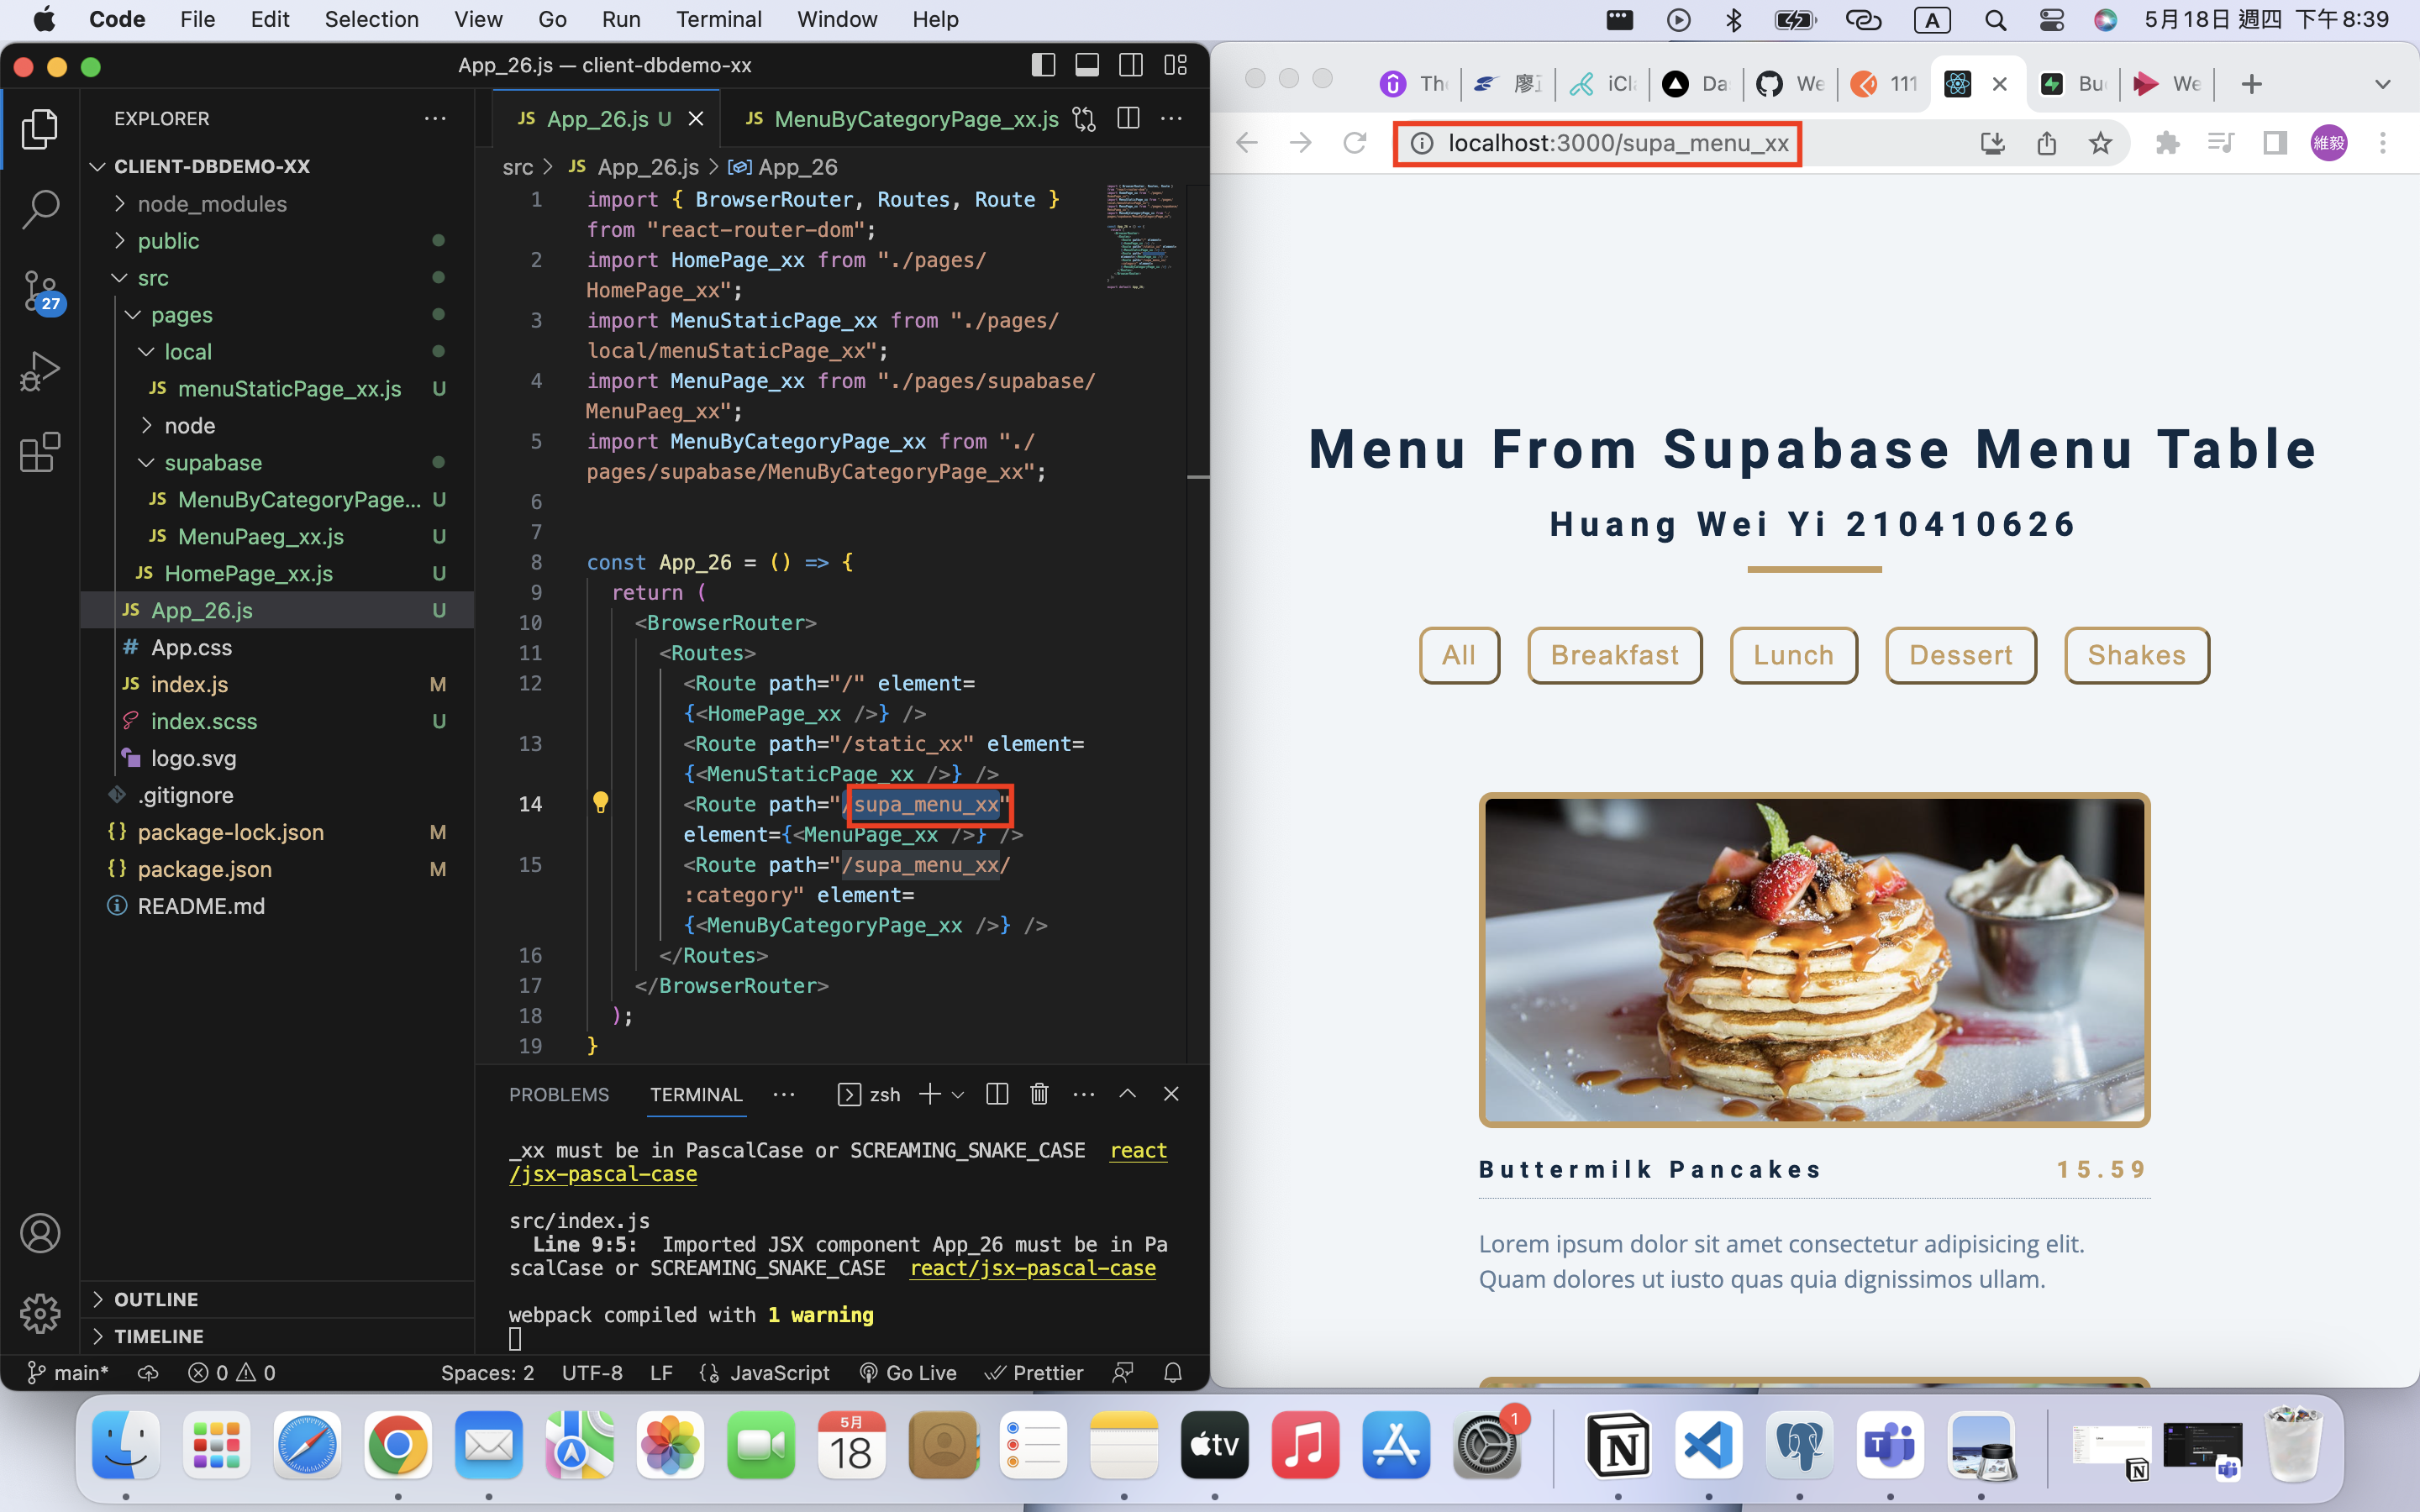 Code File Edit Selection View Go Run Terminal Window Help
A
5月18日 週四 下午8:39
App_26.js — client-dbdemo-xx
EXPLORER
CLIENT-DBDEMO-XX
node_modules
public
src
pages
local
JS menuStaticPage_xx.js U
node
supabase
JS MenuByCategoryPage... U
JS MenuPaeg_xx.js U
JS HomePage_xx.js U
JS App_26.js U
# App.css
JS index.js M
index.scss U
logo.svg
.gitignore
{} package-lock.json M
{} package.json M
README.md
OUTLINE
TIMELINE
27
JS App_26.js U
JS MenuByCategoryPage_xx.js
src > JS App_26.js > App_26
1 import { BrowserRouter, Routes, Route }
from "react-router-dom";
2 import HomePage_xx from "./pages/
HomePage_xx";
3 import MenuStaticPage_xx from "./pages/
local/menuStaticPage_xx";
4 import MenuPage_xx from "./pages/supabase/
MenuPaeg_xx";
5 import MenuByCategoryPage_xx from "./
pages/supabase/MenuByCategoryPage_xx";
6
7
8 const App_26 = () => {
9 return (
10 <BrowserRouter>
11 <Routes>
12 <Route path="/" element=
{<HomePage_xx />} />
13 <Route path="/static_xx" element=
{<MenuStaticPage_xx />} />
14 <Route path="/supa_menu_xx"
element={<MenuPage_xx />} />
15 <Route path="/supa_menu_xx/
:category" element=
{<MenuByCategoryPage_xx />} />
16 </Routes>
17 </BrowserRouter>
18 );
19 }
PROBLEMS TERMINAL ... zsh
_xx must be in PascalCase or SCREAMING_SNAKE_CASE react
/jsx-pascal-case
src/index.js
Line 9:5: Imported JSX component App_26 must be in Pa
scalCase or SCREAMING_SNAKE_CASE react/jsx-pascal-case
webpack compiled with 1 warning
main* 0 0 Spaces: 2 UTF-8 LF JavaScript Go Live Prettier
The iCl Da We 111 Bu We
localhost:3000/supa_menu_xx
維毅
Menu From Supabase Menu Table
Huang Wei Yi 210410626
All Breakfast Lunch Dessert Shakes
Buttermilk Pancakes 15.59
Lorem ipsum dolor sit amet consectetur adipisicing elit.
Quam dolores ut iusto quas quia dignissimos ullam.
5月
18
tv
1